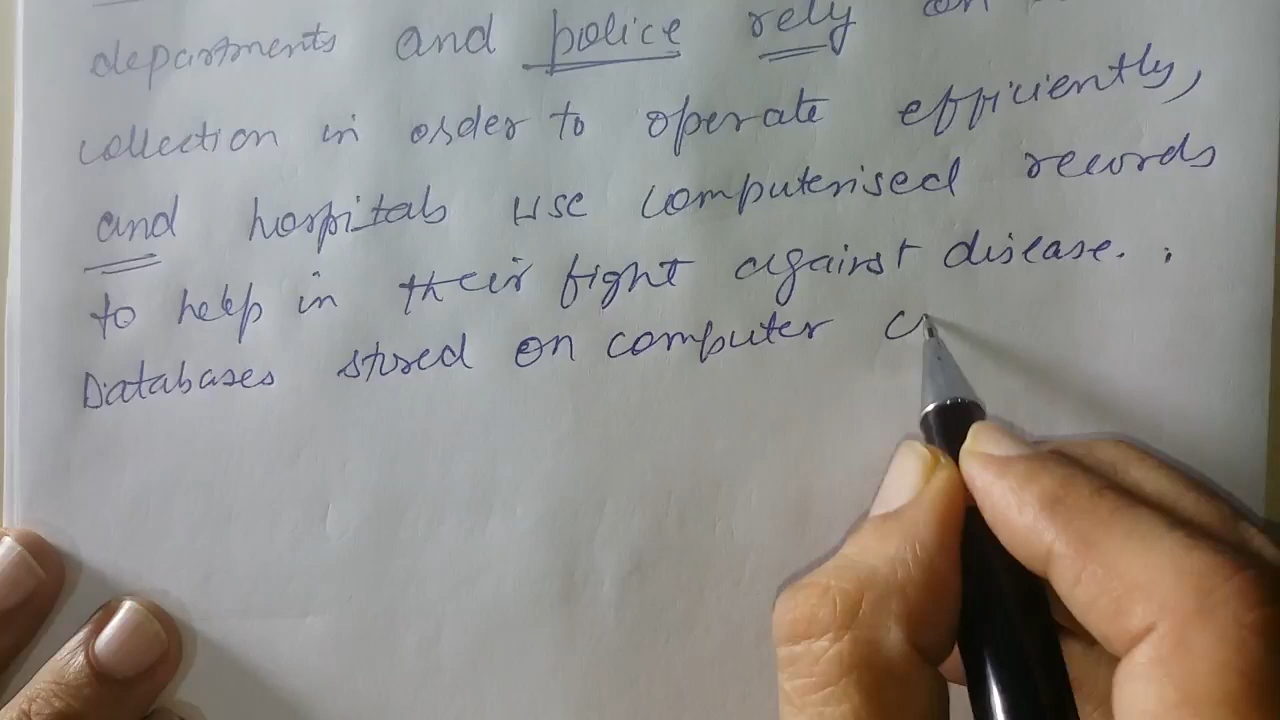 departments and police rely on
collection in order to operate efficiently,
and hospitals use computerised records
to help in their fight against disease.
Databases stored on computer